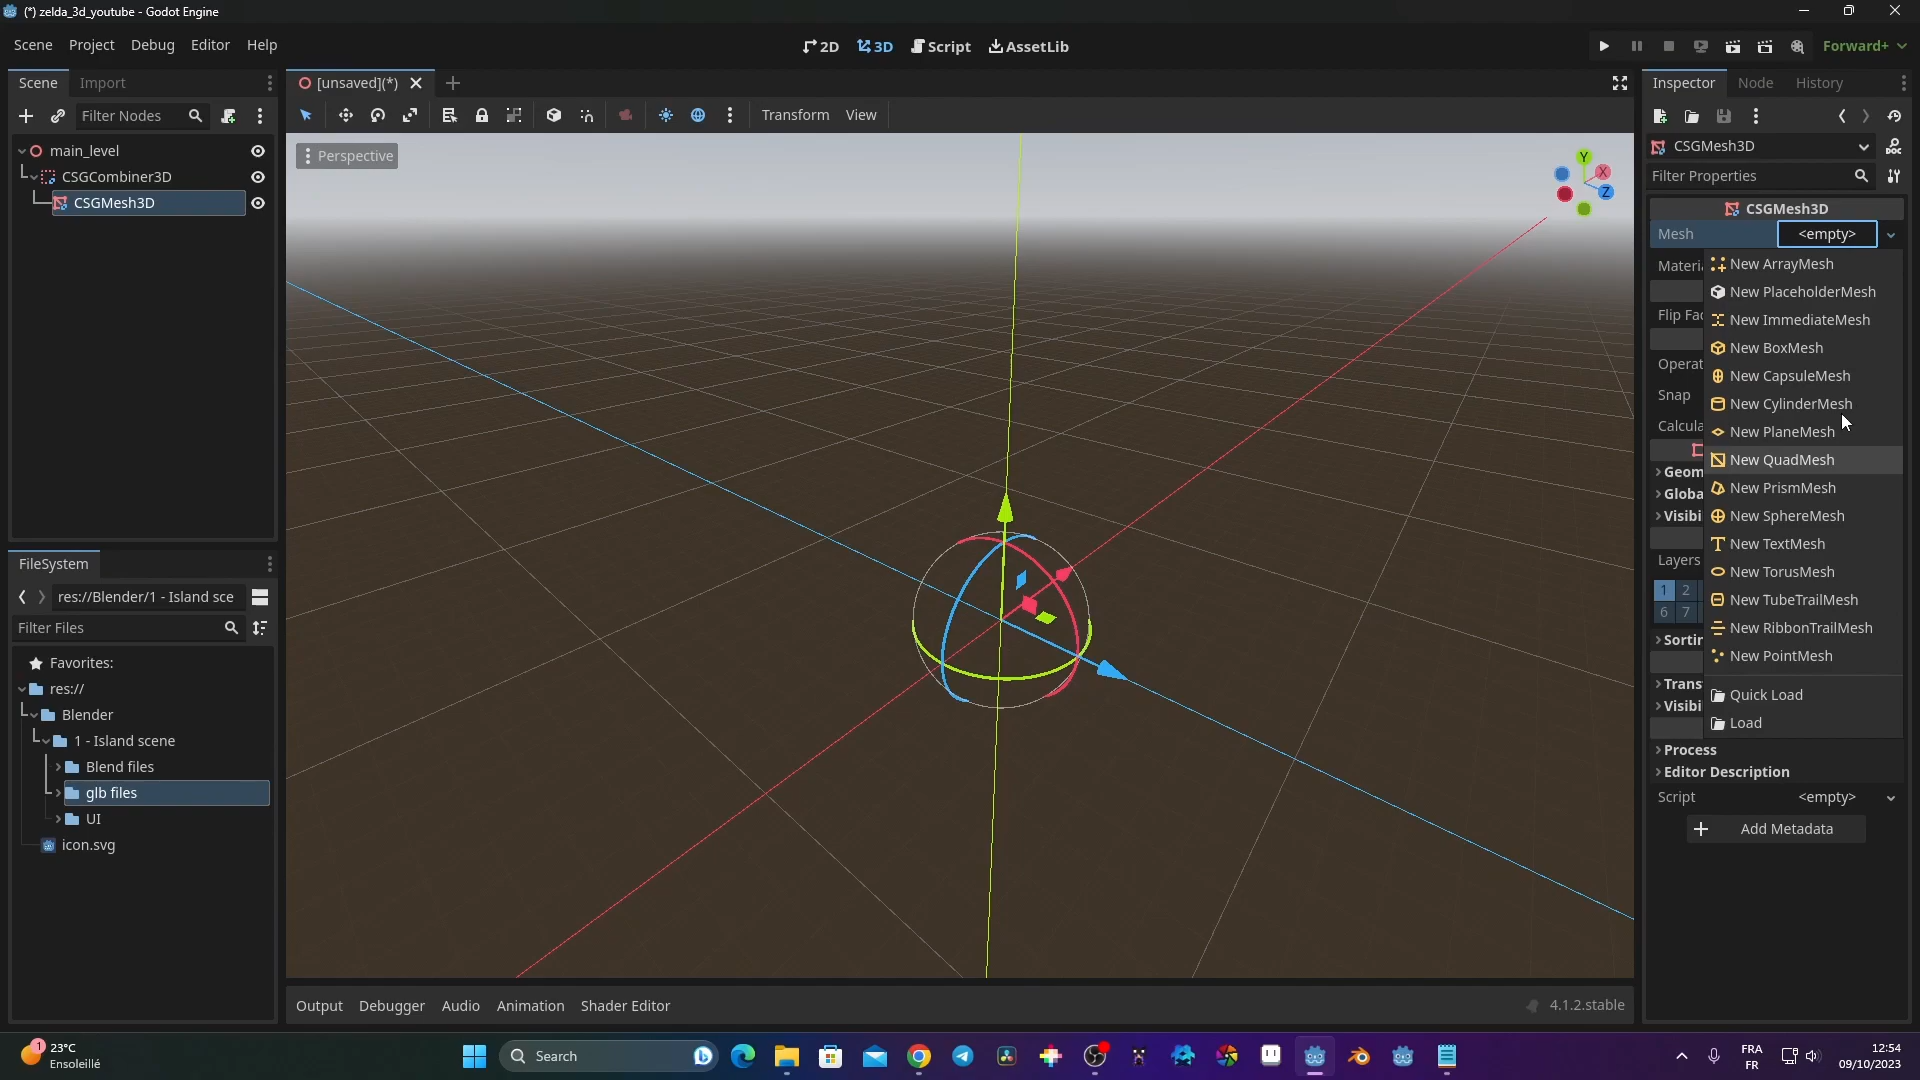 (*) zelda_3d_youtube - Godot Engine
Scene Project Debug Editor Help
2D 3D Script AssetLib
Forward+
Scene Import
[unsaved](*)
Inspector Node History
Filter Nodes
Transform View
main_level
CSGCombiner3D
CSGMesh3D
Perspective
Y
X
Z
CSGMesh3D
Filter Properties
CSGMesh3D
Mesh <empty>
Materi
Flip Fac
Operat
Snap
Calcula
Geom
Globa
Visibi
Layers
1 2
6 7
Sortin
Trans
Visibi
New ArrayMesh
New PlaceholderMesh
New ImmediateMesh
New BoxMesh
New CapsuleMesh
New CylinderMesh
New PlaneMesh
New QuadMesh
New PrismMesh
New SphereMesh
New TextMesh
New TorusMesh
New TubeTrailMesh
New RibbonTrailMesh
New PointMesh
Quick Load
Load
Process
Editor Description
Script <empty>
Add Metadata
FileSystem
res://Blender/1 - Island sce
Filter Files
Favorites:
res://
Blender
1 - Island scene
Blend files
glb files
UI
icon.svg
Output Debugger Audio Animation Shader Editor
4.1.2.stable
1
23°C
Ensoleillé
Search
FRA
FR
12:54
09/10/2023